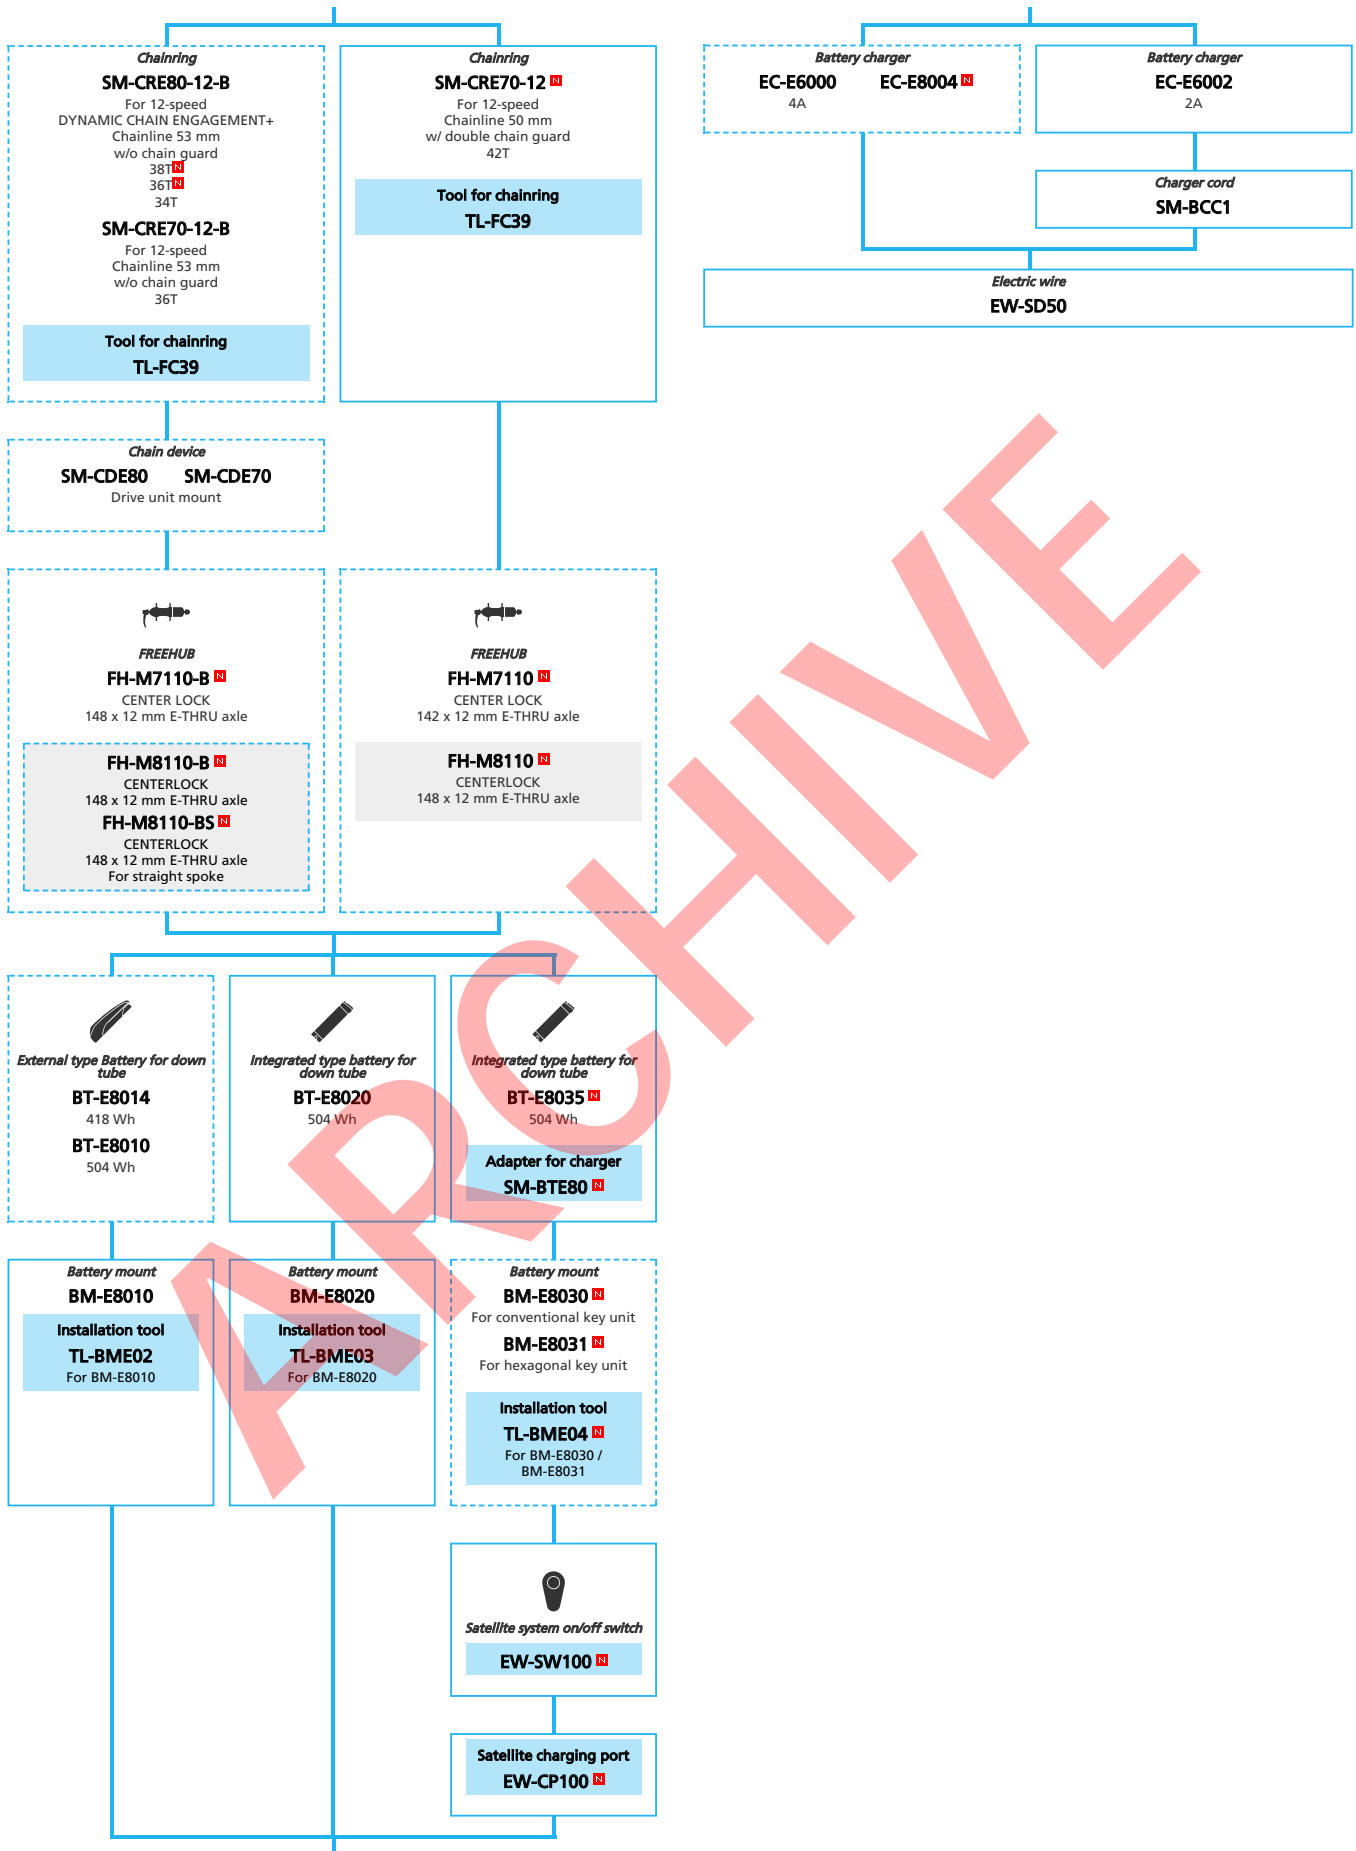 Chainring
SM-CRE80-12-B
For 12-speed
DYNAMIC CHAIN ENGAGEMENT+
Chainline 53 mm
w/o chain guard
38T N
36T N
34T
SM-CRE70-12-B
For 12-speed
Chainline 53 mm
w/o chain guard
36T
Tool for chainring
TL-FC39
Chainring
SM-CRE70-12 N
For 12-speed
Chainline 50 mm
w/ double chain guard
42T
Tool for chainring
TL-FC39
Battery charger
EC-E6000 EC-E8004 N
4A
Battery charger
EC-E6002
2A
Charger cord
SM-BCC1
Electric wire
EW-SD50
Chain device
SM-CDE80 SM-CDE70
Drive unit mount
FREEHUB
FH-M7110-B N
CENTER LOCK
148 x 12 mm E-THRU axle
FH-M8110-B N
CENTERLOCK
148 x 12 mm E-THRU axle
FH-M8110-BS N
CENTERLOCK
148 x 12 mm E-THRU axle
For straight spoke
FREEHUB
FH-M7110 N
CENTER LOCK
142 x 12 mm E-THRU axle
FH-M8110 N
CENTERLOCK
148 x 12 mm E-THRU axle
External type Battery for down
tube
BT-E8014
418 Wh
BT-E8010
504 Wh
Integrated type battery for
down tube
BT-E8020
504 Wh
Integrated type battery for
down tube
BT-E8035 N
504 Wh
Adapter for charger
SM-BTE80 N
Battery mount
BM-E8010
Installation tool
TL-BME02
For BM-E8010
Battery mount
BM-E8020
Installation tool
TL-BME03
For BM-E8020
Battery mount
BM-E8030 N
For conventional key unit
BM-E8031 N
For hexagonal key unit
Installation tool
TL-BME04 N
For BM-E8030 /
BM-E8031
Satellite system on/off switch
EW-SW100 N
Satellite charging port
EW-CP100 N
ARCHIVE